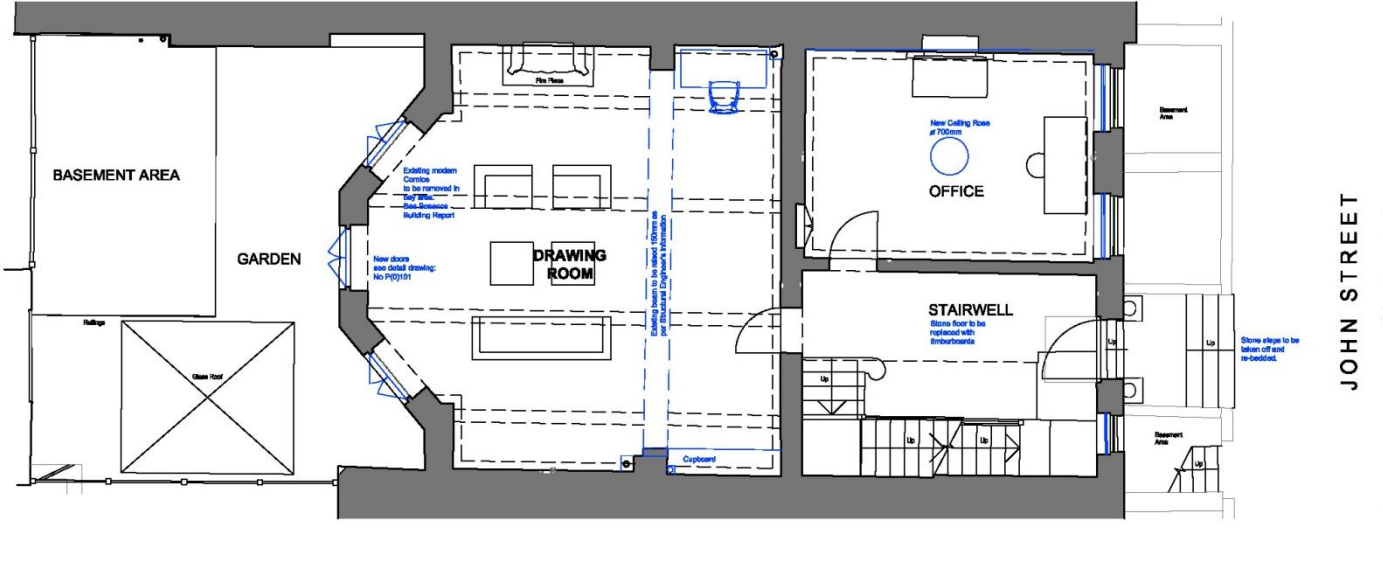 Fire Place
Basement
Area
New Ceiling Rose
ø 700mm
BASEMENT AREA
Existing modern
Cornice
to be removed in
bay area.
See Bosence
Building Report
OFFICE
GARDEN
New doors
see detail drawing:
No P(0)101
DRAWING
ROOM
Existing beam to be raised 150mm as
per Structural Engineer's Information
STAIRWELL
Stone floor to be
replaced with
timberboards
Railings
Up
Up
Stone steps to be
taken off and
re-bedded.
JOHN STREET
Glass Roof
Up
Up
Up
Basement
Area
Cupboard
Up